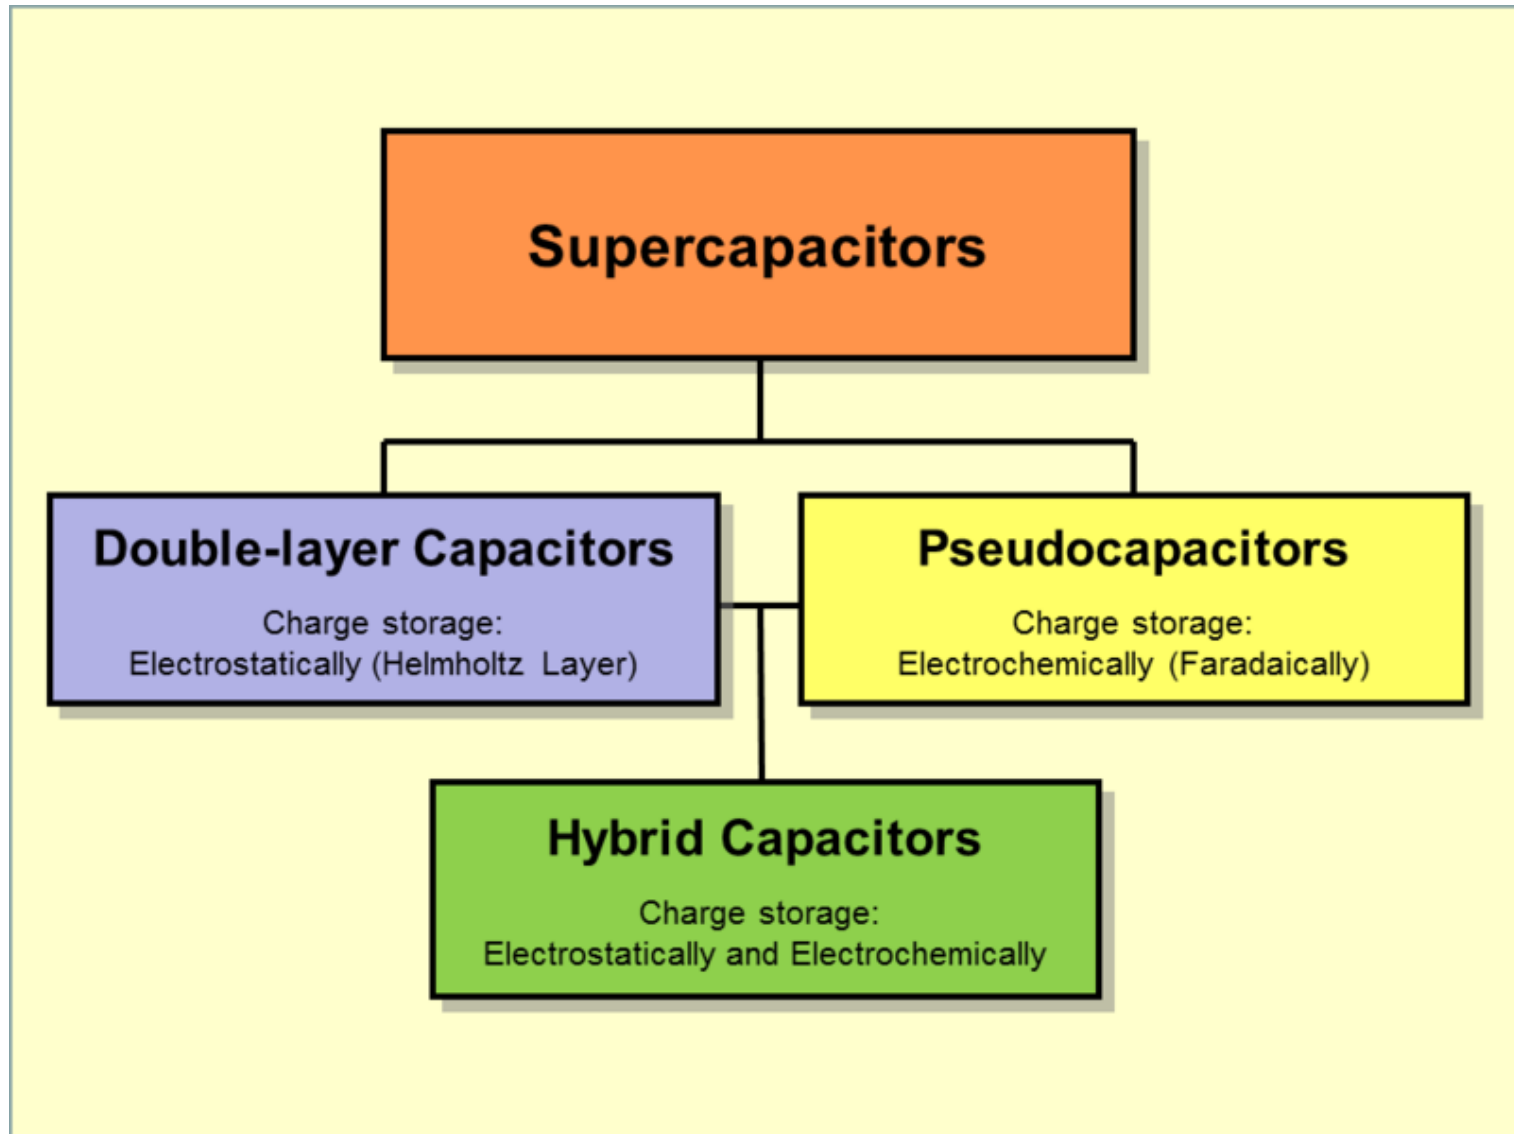 Supercapacitors
Double-layer Capacitors
Charge storage:
Electrostatically (Helmholtz Layer)
Pseudocapacitors
Charge storage:
Electrochemically (Faradaically)
Hybrid Capacitors
Charge storage:
Electrostatically and Electrochemically